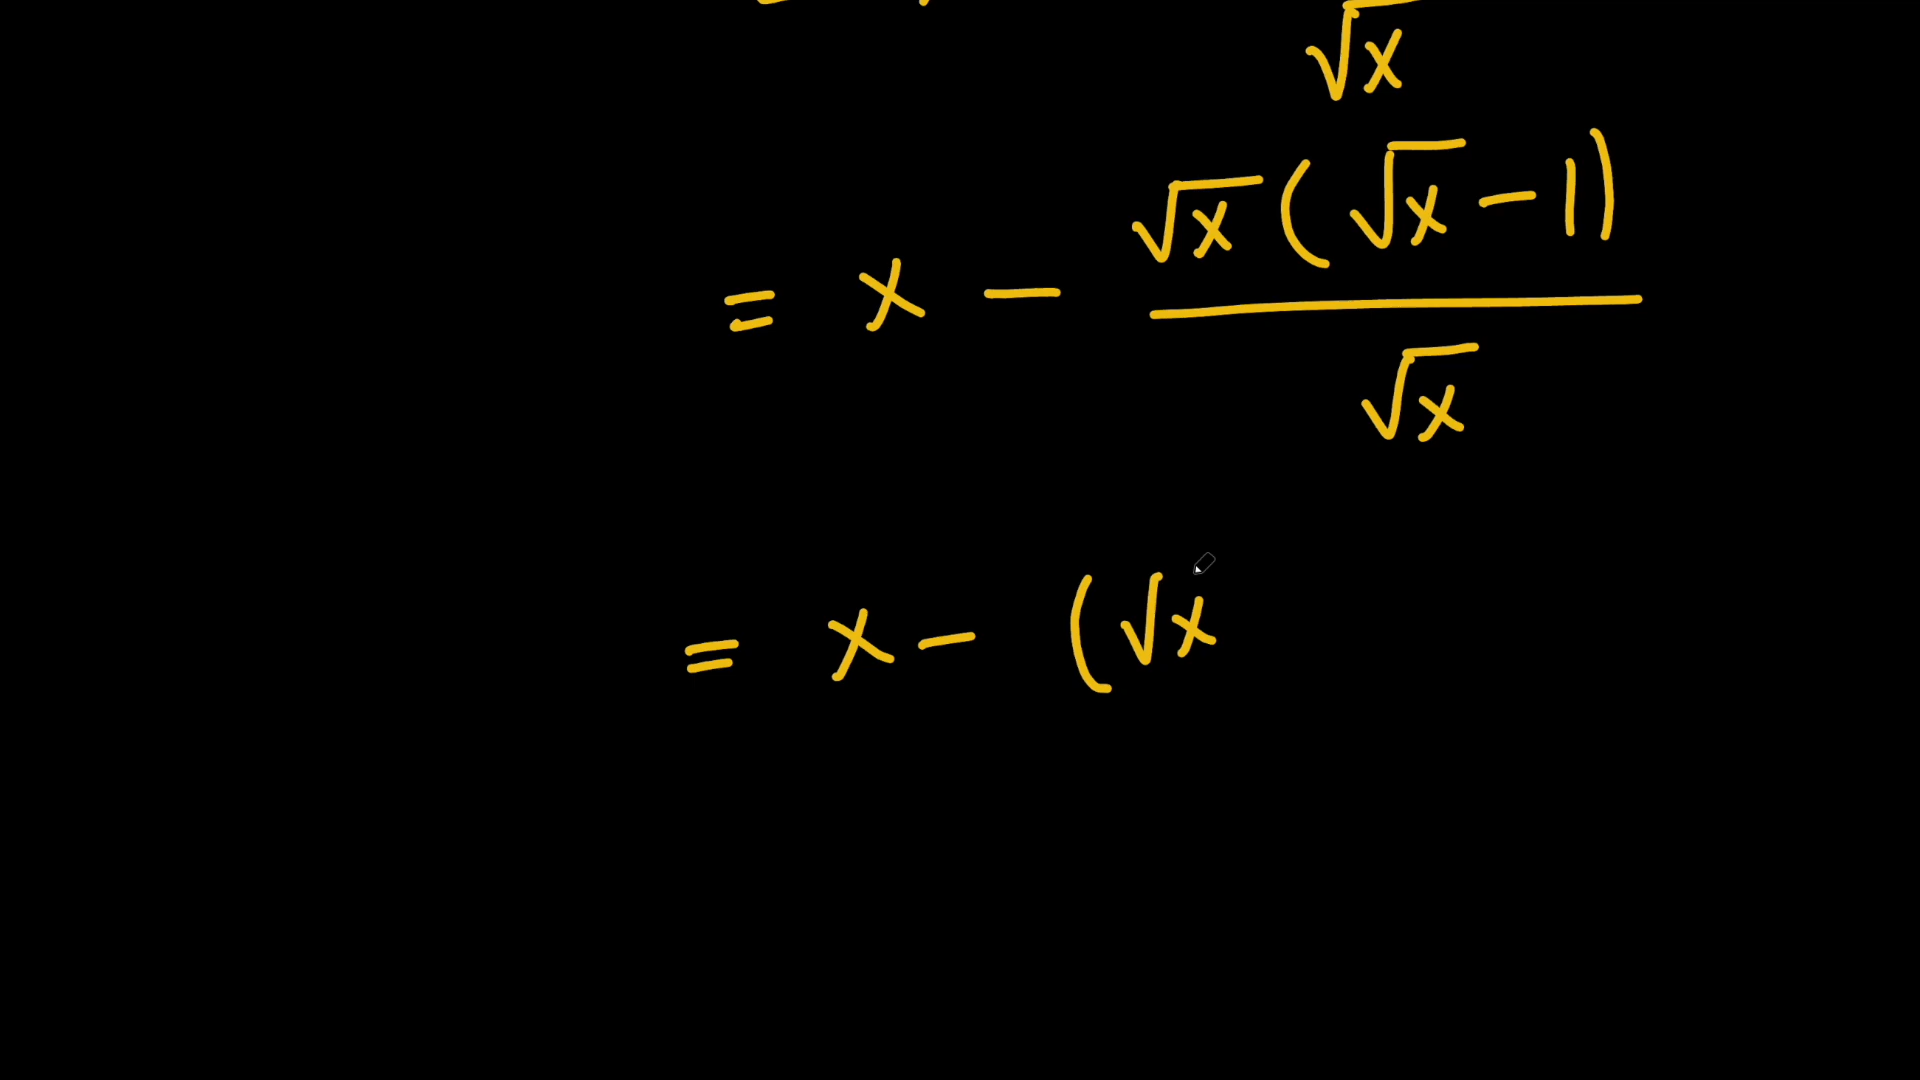 √x
= x - √x(√x - 1)
√x
= x - (√x